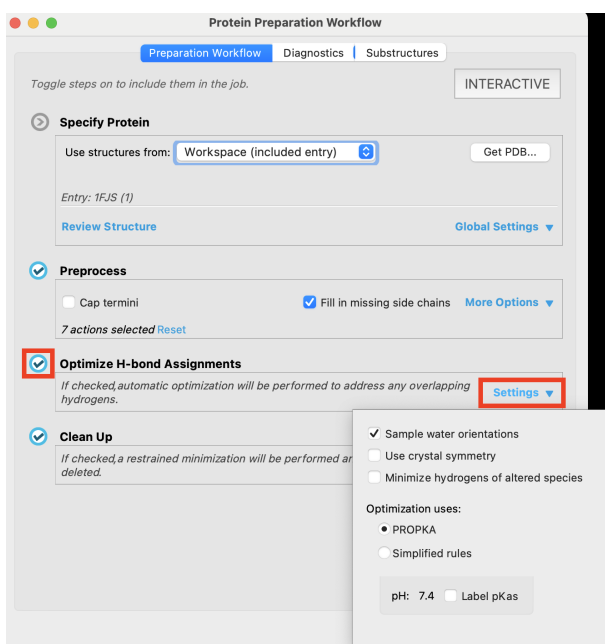 Protein Preparation Workflow
Preparation Workflow Diagnostics Substructures
Toggle steps on to include them in the job. INTERACTIVE
Specify Protein
Use structures from: Workspace (included entry) Get PDB...
Entry: 1FJS (1)
Review Structure Global Settings
Preprocess
Cap termini Fill in missing side chains More Options
7 actions selected Reset
Optimize H-bond Assignments
If checked,automatic optimization will be performed to address any overlapping
hydrogens. Settings
Clean Up
If checked,a restrained minimization will be performed
deleted.
Sample water orientations
Use crystal symmetry
Minimize hydrogens of altered species
Optimization uses:
PROPKA
Simplified rules
pH: 7.4 Label pKas